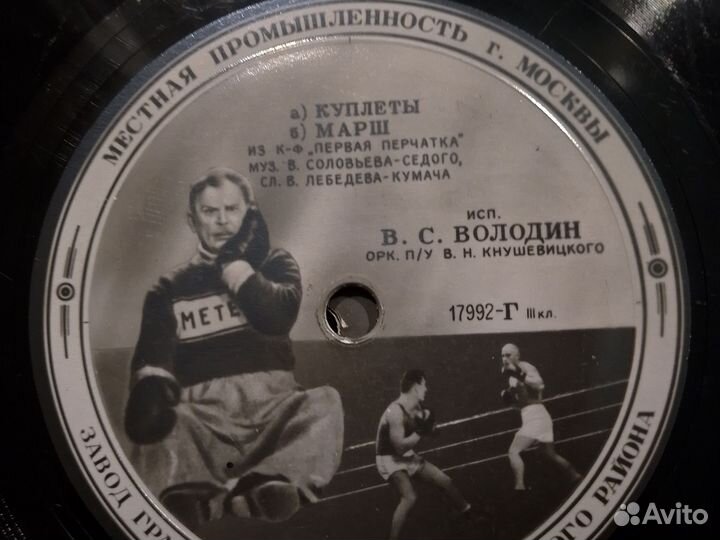 МЕСТНАЯ ПРОМЫШЛЕННОСТЬ г. МОСКВЫ
а) КУПЛЕТЫ
б) МАРШ
ИЗ К-Ф „ПЕРВАЯ ПЕРЧАТКА"
МУЗ. В. СОЛОВЬЕВА-СЕДОГО,
СЛ. В. ЛЕБЕДЕВА-КУМАЧА
ИСП.
В. С. ВОЛОДИН
ОРК. П/У В. Н. КНУШЕВИЦКОГО
17992-Г III кл.
МЕТЕ
ЗАВОД РАЙОНА
Avito